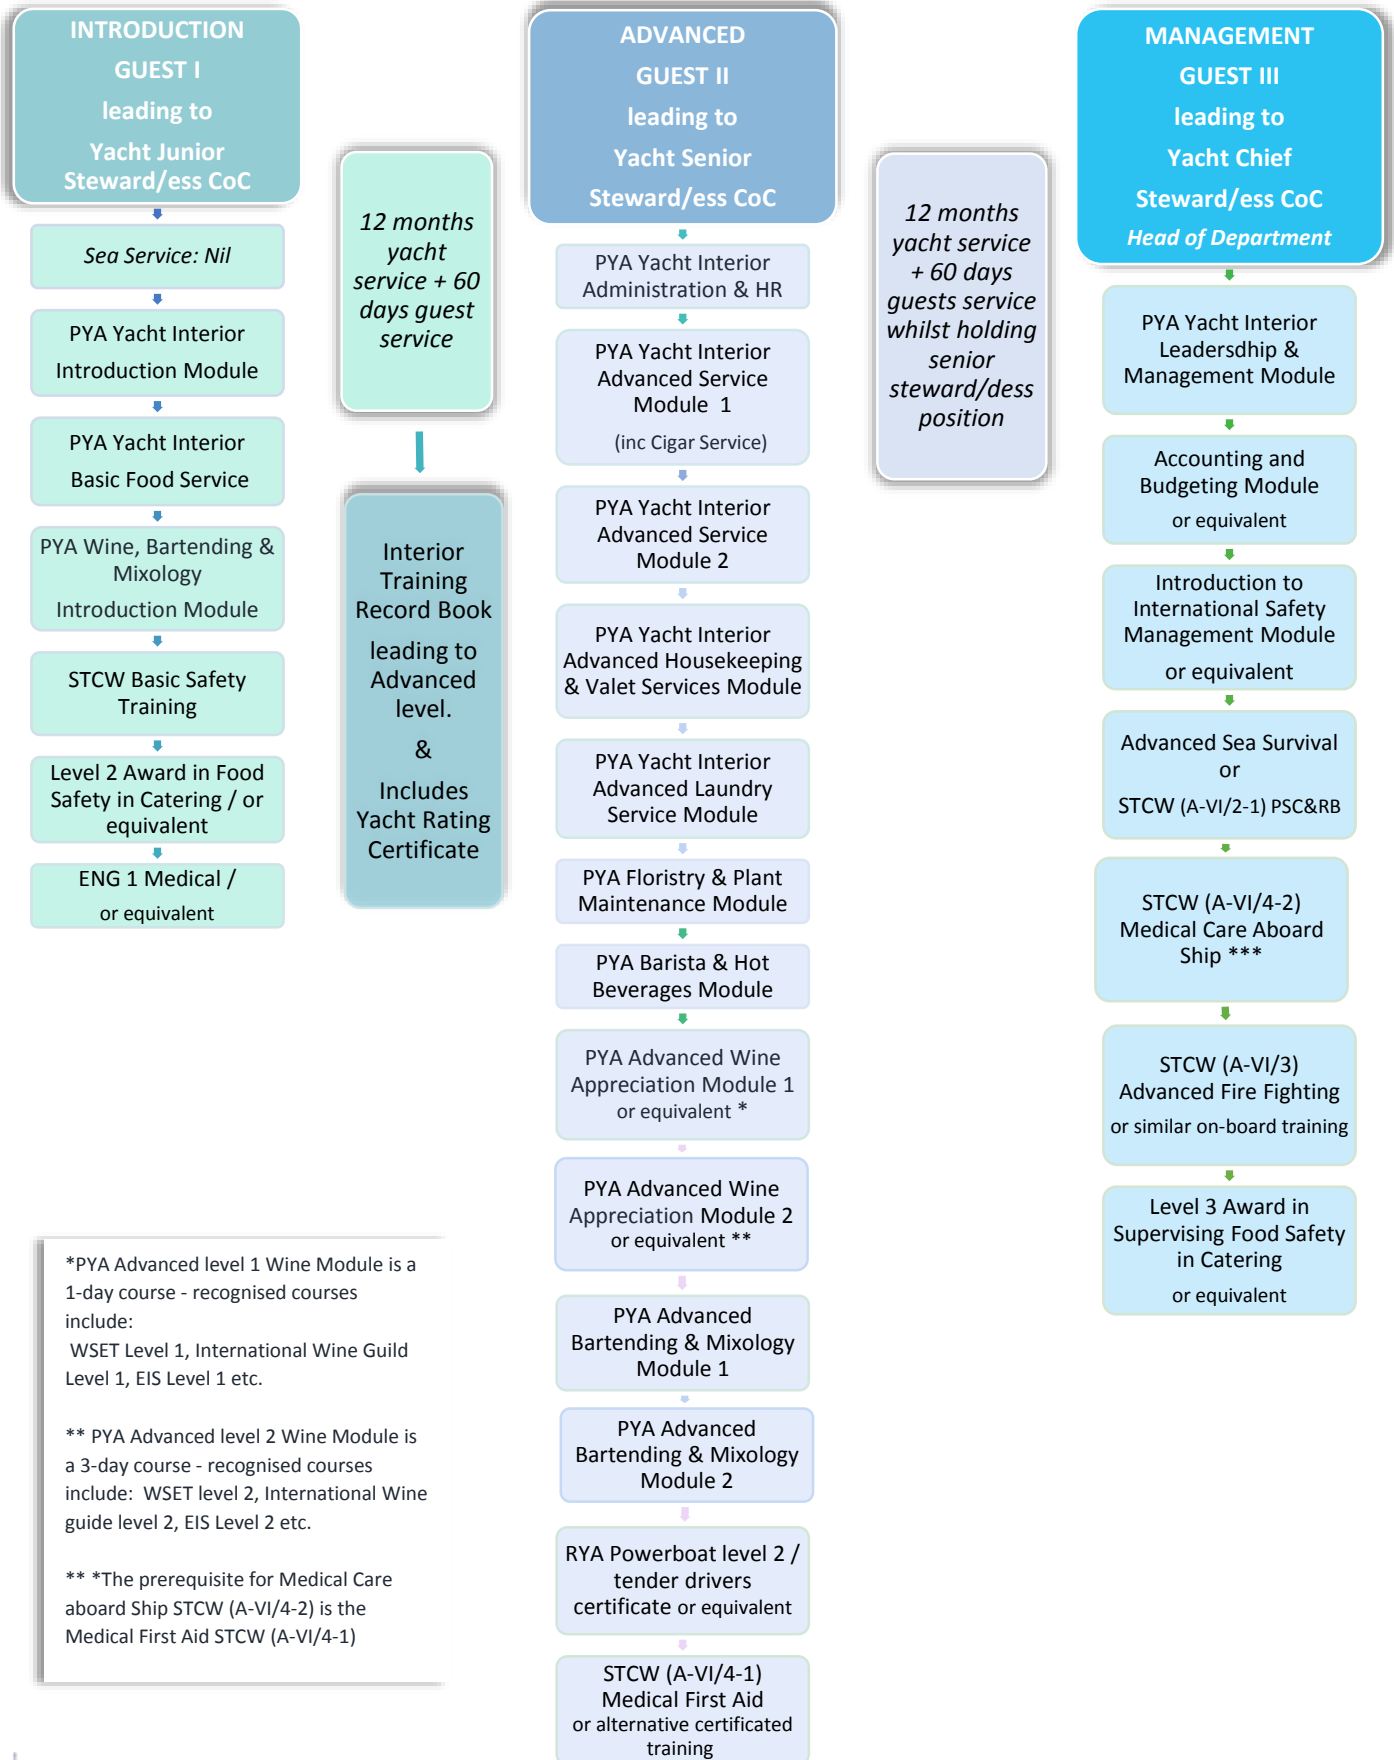 INTRODUCTION
GUEST I
leading to
Yacht Junior
Steward/ess CoC
Sea Service: Nil
PYA Yacht Interior
Introduction Module
PYA Yacht Interior
Basic Food Service
PYA Wine, Bartending &
Mixology
Introduction Module
STCW Basic Safety
Training
Level 2 Award in Food
Safety in Catering / or
equivalent
ENG 1 Medical /
or equivalent
12 months
yacht
service + 60
days guest
service
Interior
Training
Record Book
leading to
Advanced
level.
&
Includes
Yacht Rating
Certificate
ADVANCED
GUEST II
leading to
Yacht Senior
Steward/ess CoC
PYA Yacht Interior
Administration & HR
PYA Yacht Interior
Advanced Service
Module 1
(inc Cigar Service)
PYA Yacht Interior
Advanced Service
Module 2
PYA Yacht Interior
Advanced Housekeeping
& Valet Services Module
PYA Yacht Interior
Advanced Laundry
Service Module
PYA Floristry & Plant
Maintenance Module
PYA Barista & Hot
Beverages Module
PYA Advanced Wine
Appreciation Module 1
or equivalent *
PYA Advanced Wine
Appreciation Module 2
or equivalent **
PYA Advanced
Bartending & Mixology
Module 1
PYA Advanced
Bartending & Mixology
Module 2
RYA Powerboat level 2 /
tender drivers
certificate or equivalent
STCW (A-VI/4-1)
Medical First Aid
or alternative certificated
training
12 months
yacht service
+ 60 days
guests service
whilst holding
senior
steward/dess
position
MANAGEMENT
GUEST III
leading to
Yacht Chief
Steward/ess CoC
Head of Department
PYA Yacht Interior
Leadersdhip &
Management Module
Accounting and
Budgeting Module
or equivalent
Introduction to
International Safety
Management Module
or equivalent
Advanced Sea Survival
or
STCW (A-VI/2-1) PSC&RB
STCW (A-VI/4-2)
Medical Care Aboard
Ship ***
STCW (A-VI/3)
Advanced Fire Fighting
or similar on-board training
Level 3 Award in
Supervising Food Safety
in Catering
or equivalent
*PYA Advanced level 1 Wine Module is a
1-day course - recognised courses
include:
WSET Level 1, International Wine Guild
Level 1, EIS Level 1 etc.
** PYA Advanced level 2 Wine Module is
a 3-day course - recognised courses
include: WSET level 2, International Wine
guide level 2, EIS Level 2 etc.
** *The prerequisite for Medical Care
aboard Ship STCW (A-VI/4-2) is the
Medical First Aid STCW (A-VI/4-1)